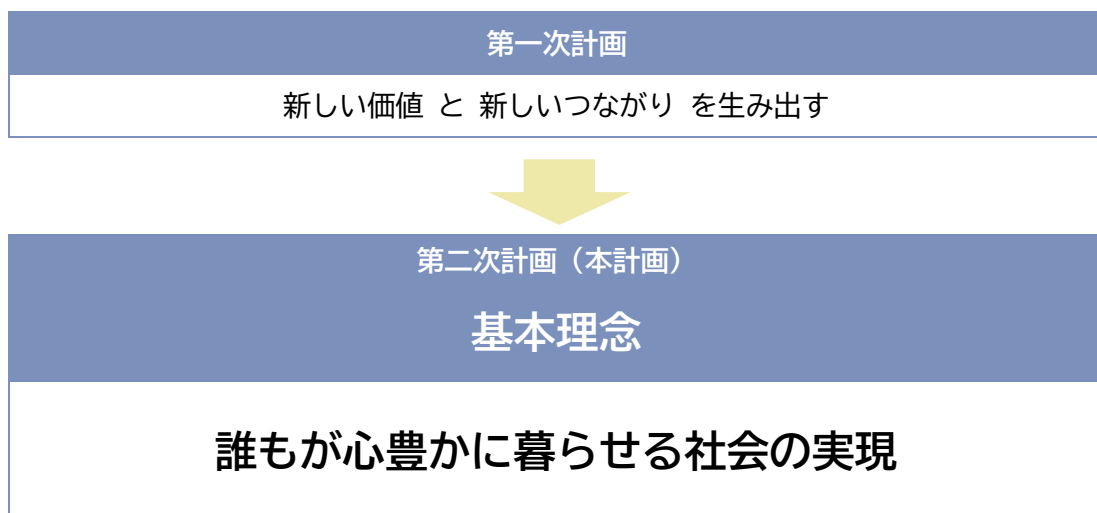 第一次計画
新しい価値 と 新しいつながり を生み出す
第二次計画（本計画）
基本理念
誰もが心豊かに暮らせる社会の実現